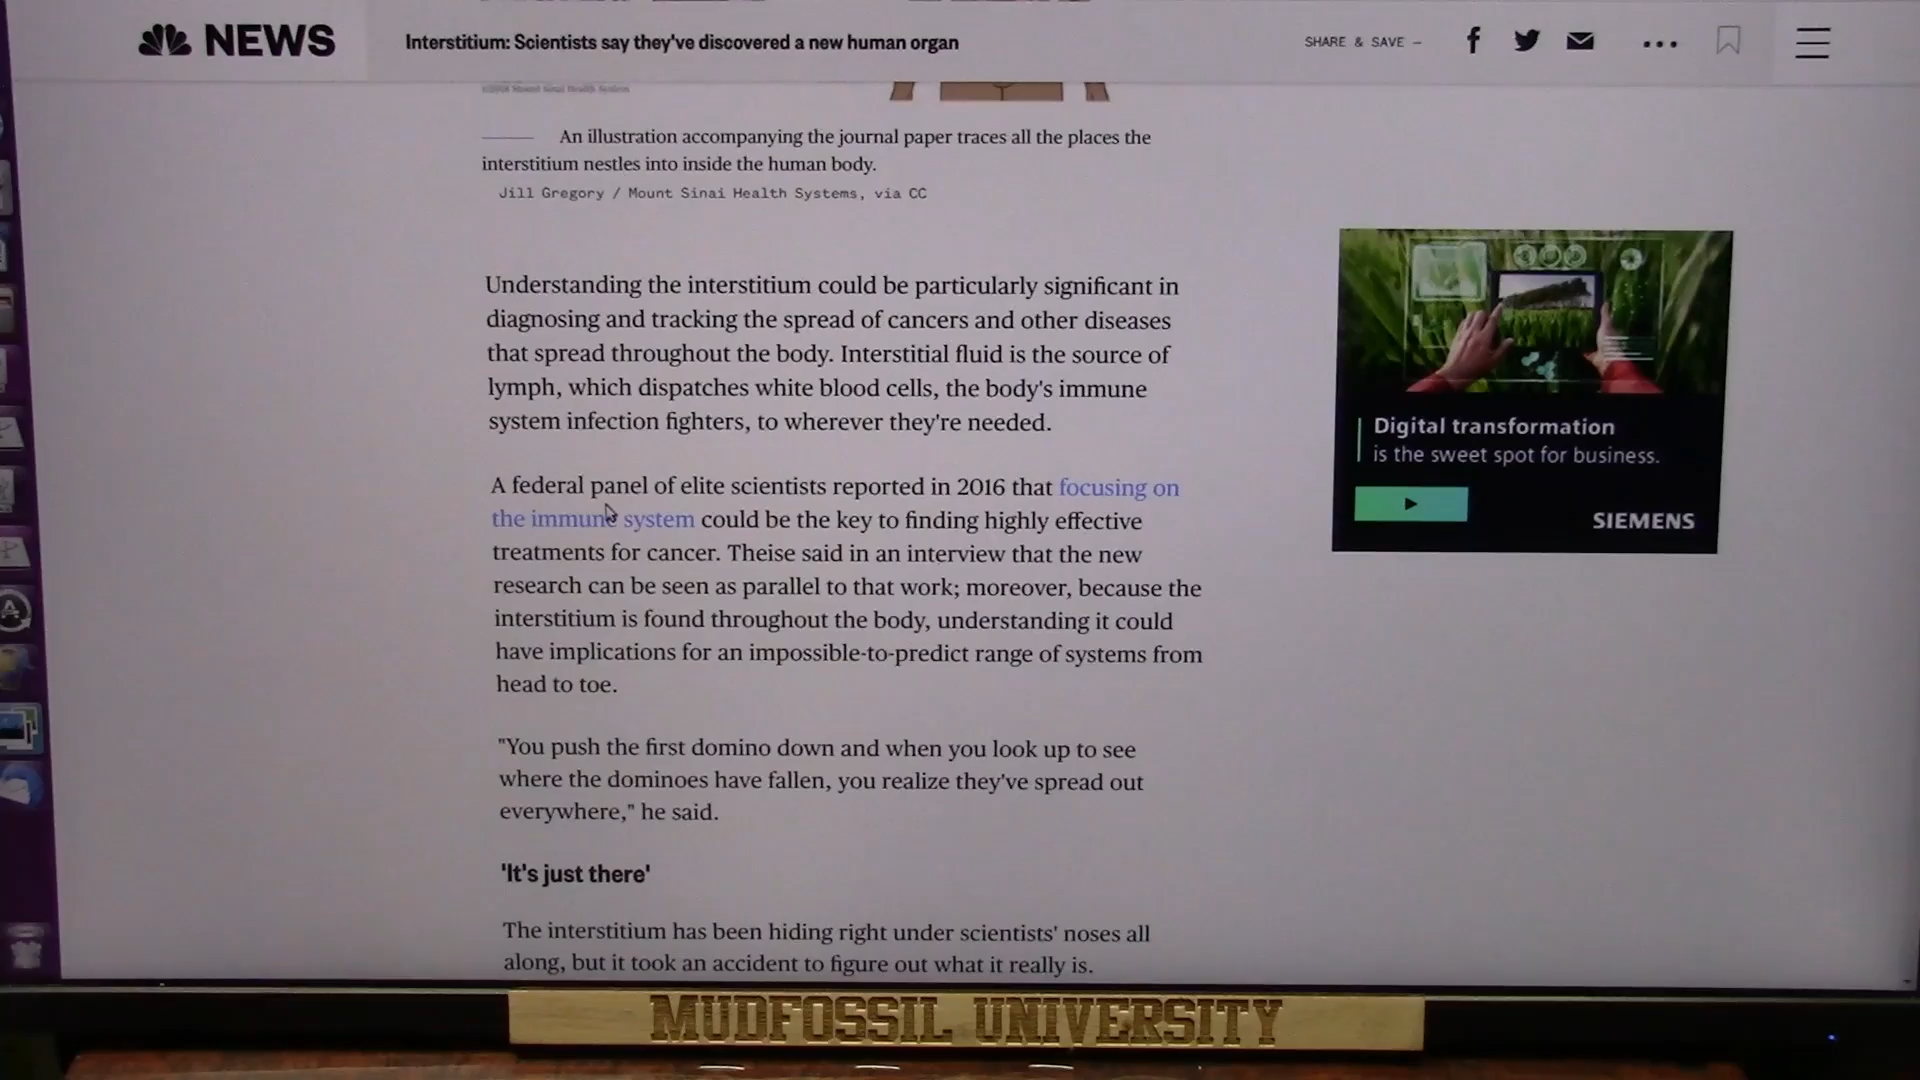 NEWS
Interstitium: Scientists say they've discovered a new human organ
SHARE & SAVE –
©2018 Mount Sinai Health System
An illustration accompanying the journal paper traces all the places the
interstitium nestles into inside the human body.
Jill Gregory / Mount Sinai Health Systems, via CC
Understanding the interstitium could be particularly significant in
diagnosing and tracking the spread of cancers and other diseases
that spread throughout the body. Interstitial fluid is the source of
lymph, which dispatches white blood cells, the body's immune
system infection fighters, to wherever they're needed.
A federal panel of elite scientists reported in 2016 that focusing on
the immune system could be the key to finding highly effective
treatments for cancer. Theise said in an interview that the new
research can be seen as parallel to that work; moreover, because the
interstitium is found throughout the body, understanding it could
have implications for an impossible-to-predict range of systems from
head to toe.
"You push the first domino down and when you look up to see
where the dominoes have fallen, you realize they've spread out
everywhere," he said.
'It's just there'
The interstitium has been hiding right under scientists' noses all
along, but it took an accident to figure out what it really is.
Digital transformation
is the sweet spot for business.
SIEMENS
MUDFOSSIL UNIVERSITY